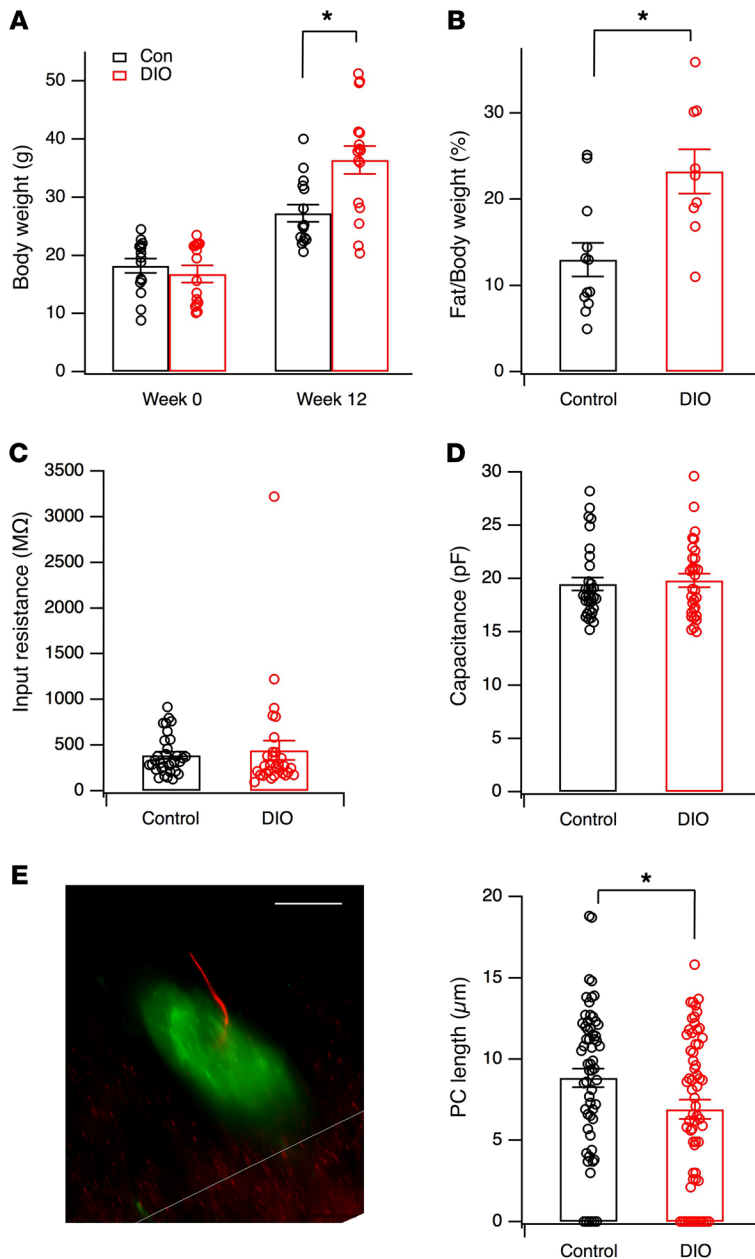 A
*
Con
DIO
Body weight (g)
50
40
30
20
10
0
Week 0
Week 12
B
*
Fat/Body weight (%)
30
20
10
0
Control
DIO
C
Input resistance (MΩ)
3500
3000
2500
2000
1500
1000
500
0
Control
DIO
D
Capacitance (pF)
30
25
20
15
10
5
0
Control
DIO
E
*
PC length (µm)
20
15
10
5
0
Control
DIO